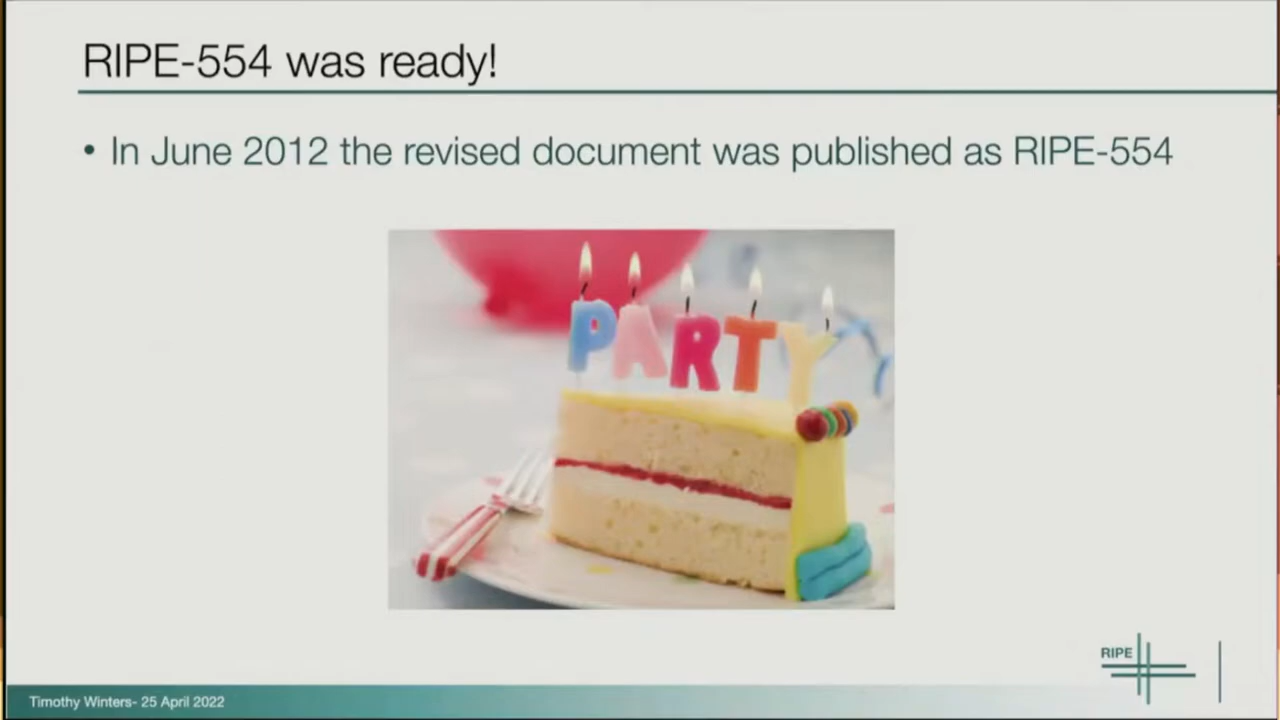 RIPE-554 was ready!
• In June 2012 the revised document was published as RIPE-554
PARTY
RIPE
Timothy Winters- 25 April 2022